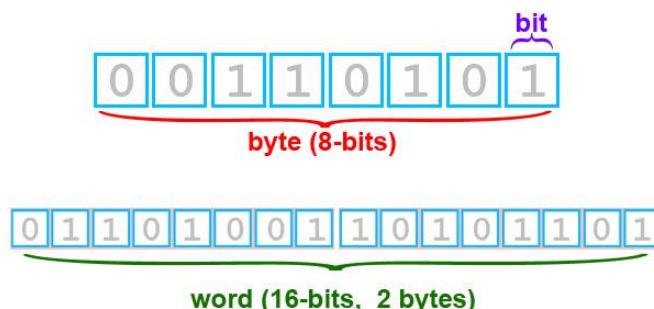 bit
0 0 1 1 0 1 0 1
byte (8-bits)
0 1 1 0 1 0 0 1 1 0 1 0 1 1 0 1
word (16-bits, 2 bytes)